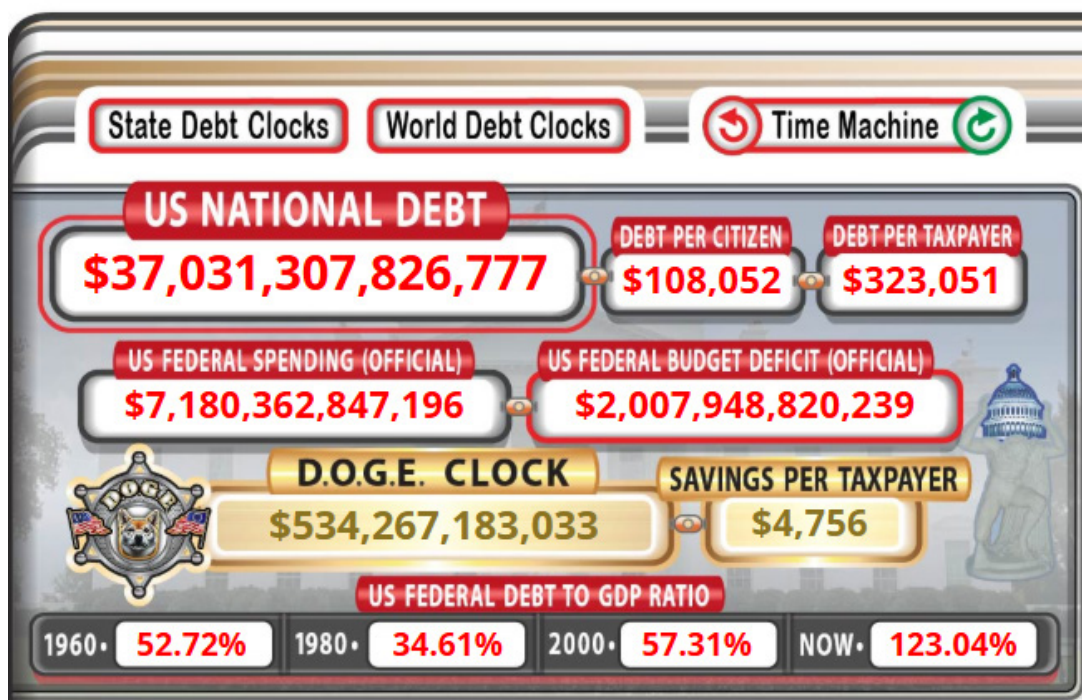 State Debt Clocks World Debt Clocks Time Machine
US NATIONAL DEBT
$37,031,307,826,777
DEBT PER CITIZEN
$108,052
DEBT PER TAXPAYER
$323,051
US FEDERAL SPENDING (OFFICIAL)
$7,180,362,847,196
US FEDERAL BUDGET DEFICIT (OFFICIAL)
$2,007,948,820,239
DOGE
D.O.G.E. CLOCK
$534,267,183,033
SAVINGS PER TAXPAYER
$4,756
US FEDERAL DEBT TO GDP RATIO
1960• 52.72% 1980• 34.61% 2000• 57.31% NOW• 123.04%